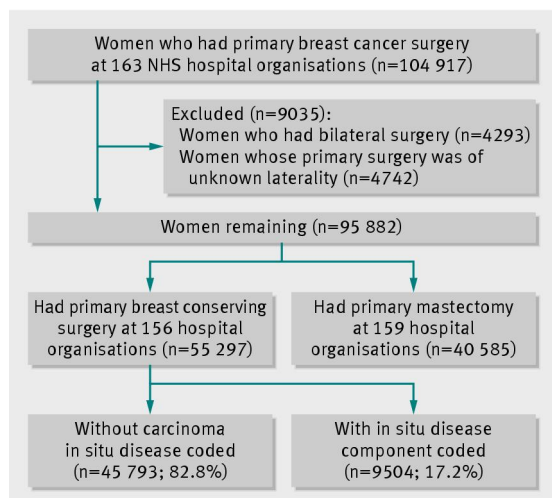 Women who had primary breast cancer surgery
at 163 NHS hospital organisations (n=104 917)
Excluded (n=9035):
Women who had bilateral surgery (n=4293)
Women whose primary surgery was of
unknown laterality (n=4742)
Women remaining (n=95 882)
Had primary breast conserving
surgery at 156 hospital
organisations (n=55 297)
Had primary mastectomy
at 159 hospital
organisations (n=40 585)
Without carcinoma
in situ disease coded
(n=45 793; 82.8%)
With in situ disease
component coded
(n=9504; 17.2%)